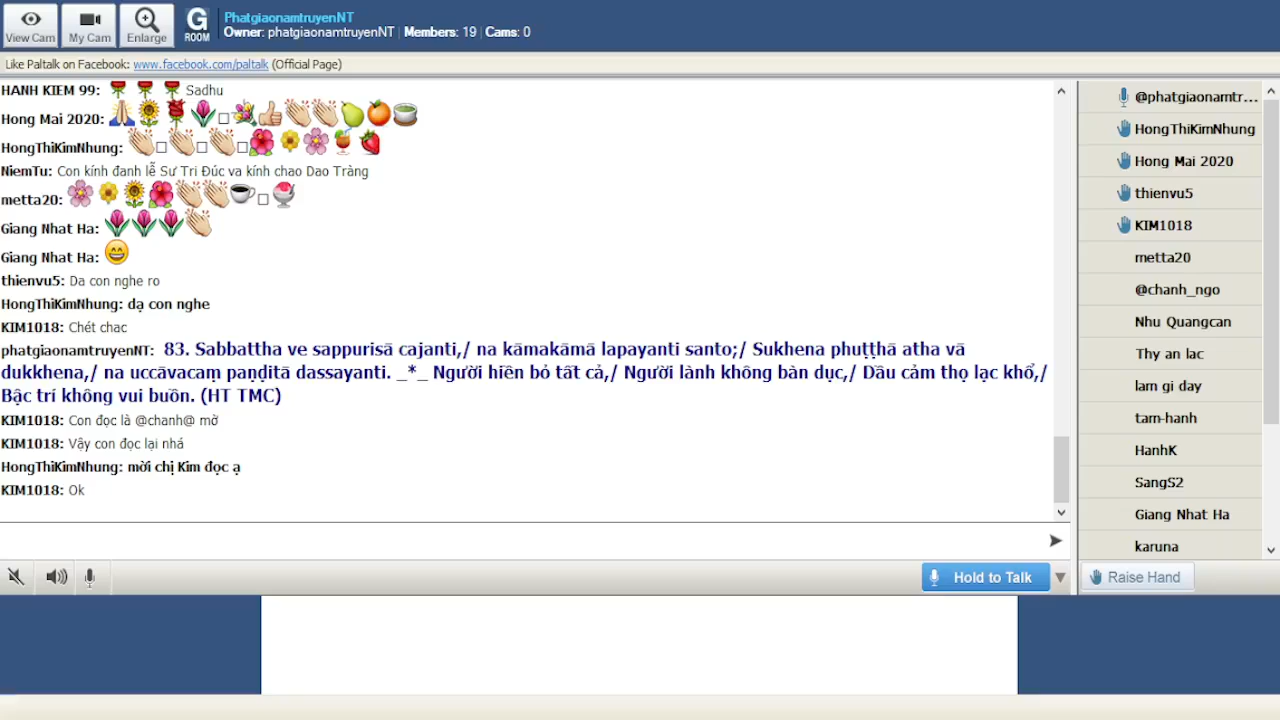 View Cam
My Cam
Enlarge
G
ROOM
PhatgiaonamtruyenNT
Owner: phatgiaonamtruyenNT | Members: 19 | Cams: 0
Like Paltalk on Facebook: www.facebook.com/paltalk (Official Page)
HANH KIEM 99: Sadhu
Hong Mai 2020:
HongThiKimNhung:
NiemTu: Con kính đanh lễ Sư Tri Đúc va kính chao Dao Tràng
metta20:
Giang Nhat Ha:
Giang Nhat Ha:
thienvu5: Da con nghe ro
HongThiKimNhung: dạ con nghe
KIM1018: Chét chac
phatgiaonamtruyenNT: 83. Sabbattha ve sappurisā cajanti,/ na kāmakāmā lapayanti santo;/ Sukhena phuṭṭhā atha vā
dukkhena,/ na uccāvacaṃ paṇḍitā dassayanti. _*_ Người hiền bỏ tất cả,/ Người lành không bàn dục,/ Dầu cảm thọ lạc khổ,/
Bậc trí không vui buồn. (HT TMC)
KIM1018: Con đọc là @chanh@ mờ
KIM1018: Vậy con đọc lại nhá
HongThiKimNhung: mời chị Kim đọc ạ
KIM1018: Ok
Hold to Talk
@phatgiaonamtr...
HongThiKimNhung
Hong Mai 2020
thienvu5
KIM1018
metta20
@chanh_ngo
Nhu Quangcan
Thy an lac
lam gi day
tam-hanh
HanhK
SangS2
Giang Nhat Ha
karuna
Raise Hand